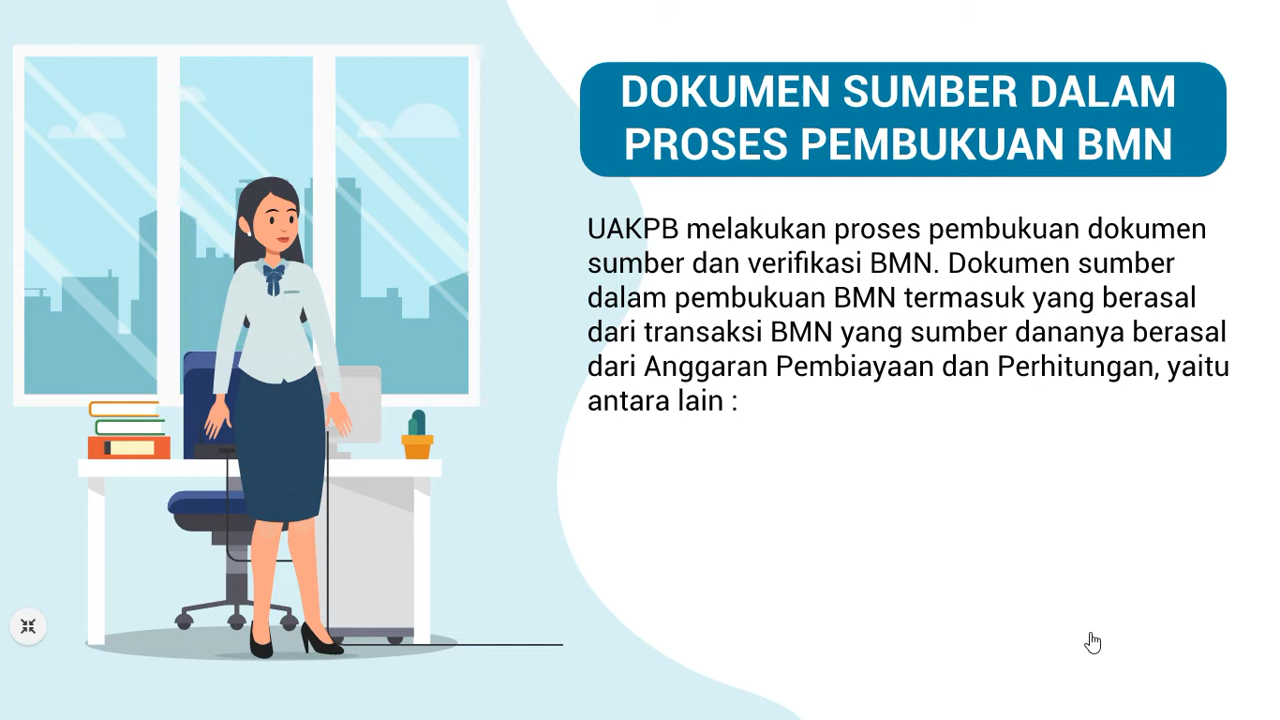 DOKUMEN SUMBER DALAM
PROSES PEMBUKUAN BMN
UAKPB melakukan proses pembukuan dokumen
sumber dan verifikasi BMN. Dokumen sumber
dalam pembukuan BMN termasuk yang berasal
dari transaksi BMN yang sumber dananya berasal
dari Anggaran Pembiayaan dan Perhitungan, yaitu
antara lain :